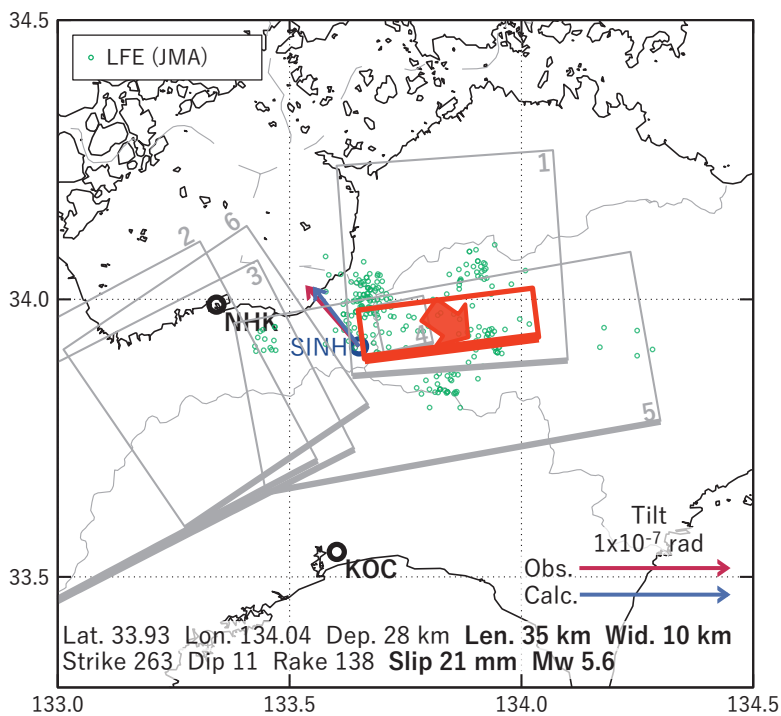 34.5
LFE (JMA)
1
2
6
3
34.0
NHK
SINH
4
5
Tilt
1x10⁻⁷ rad
Obs.
Calc.
33.5
KOC
Lat. 33.93 Lon. 134.04 Dep. 28 km Len. 35 km Wid. 10 km
Strike 263 Dip 11 Rake 138 Slip 21 mm Mw 5.6
133.0 133.5 134.0 134.5